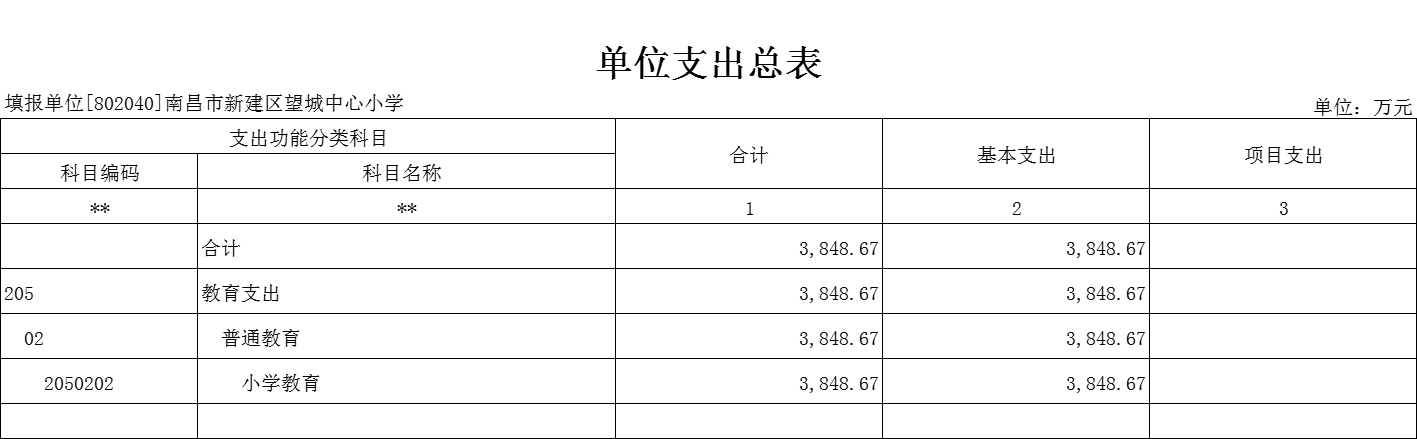 单位支出总表
填报单位[802040]南昌市新建区望城中心小学 单位：万元
支出功能分类科目 合计 基本支出 项目支出
科目编码 科目名称
** ** 1 2 3
合计 3,848.67 3,848.67
205 教育支出 3,848.67 3,848.67
02 普通教育 3,848.67 3,848.67
2050202 小学教育 3,848.67 3,848.67